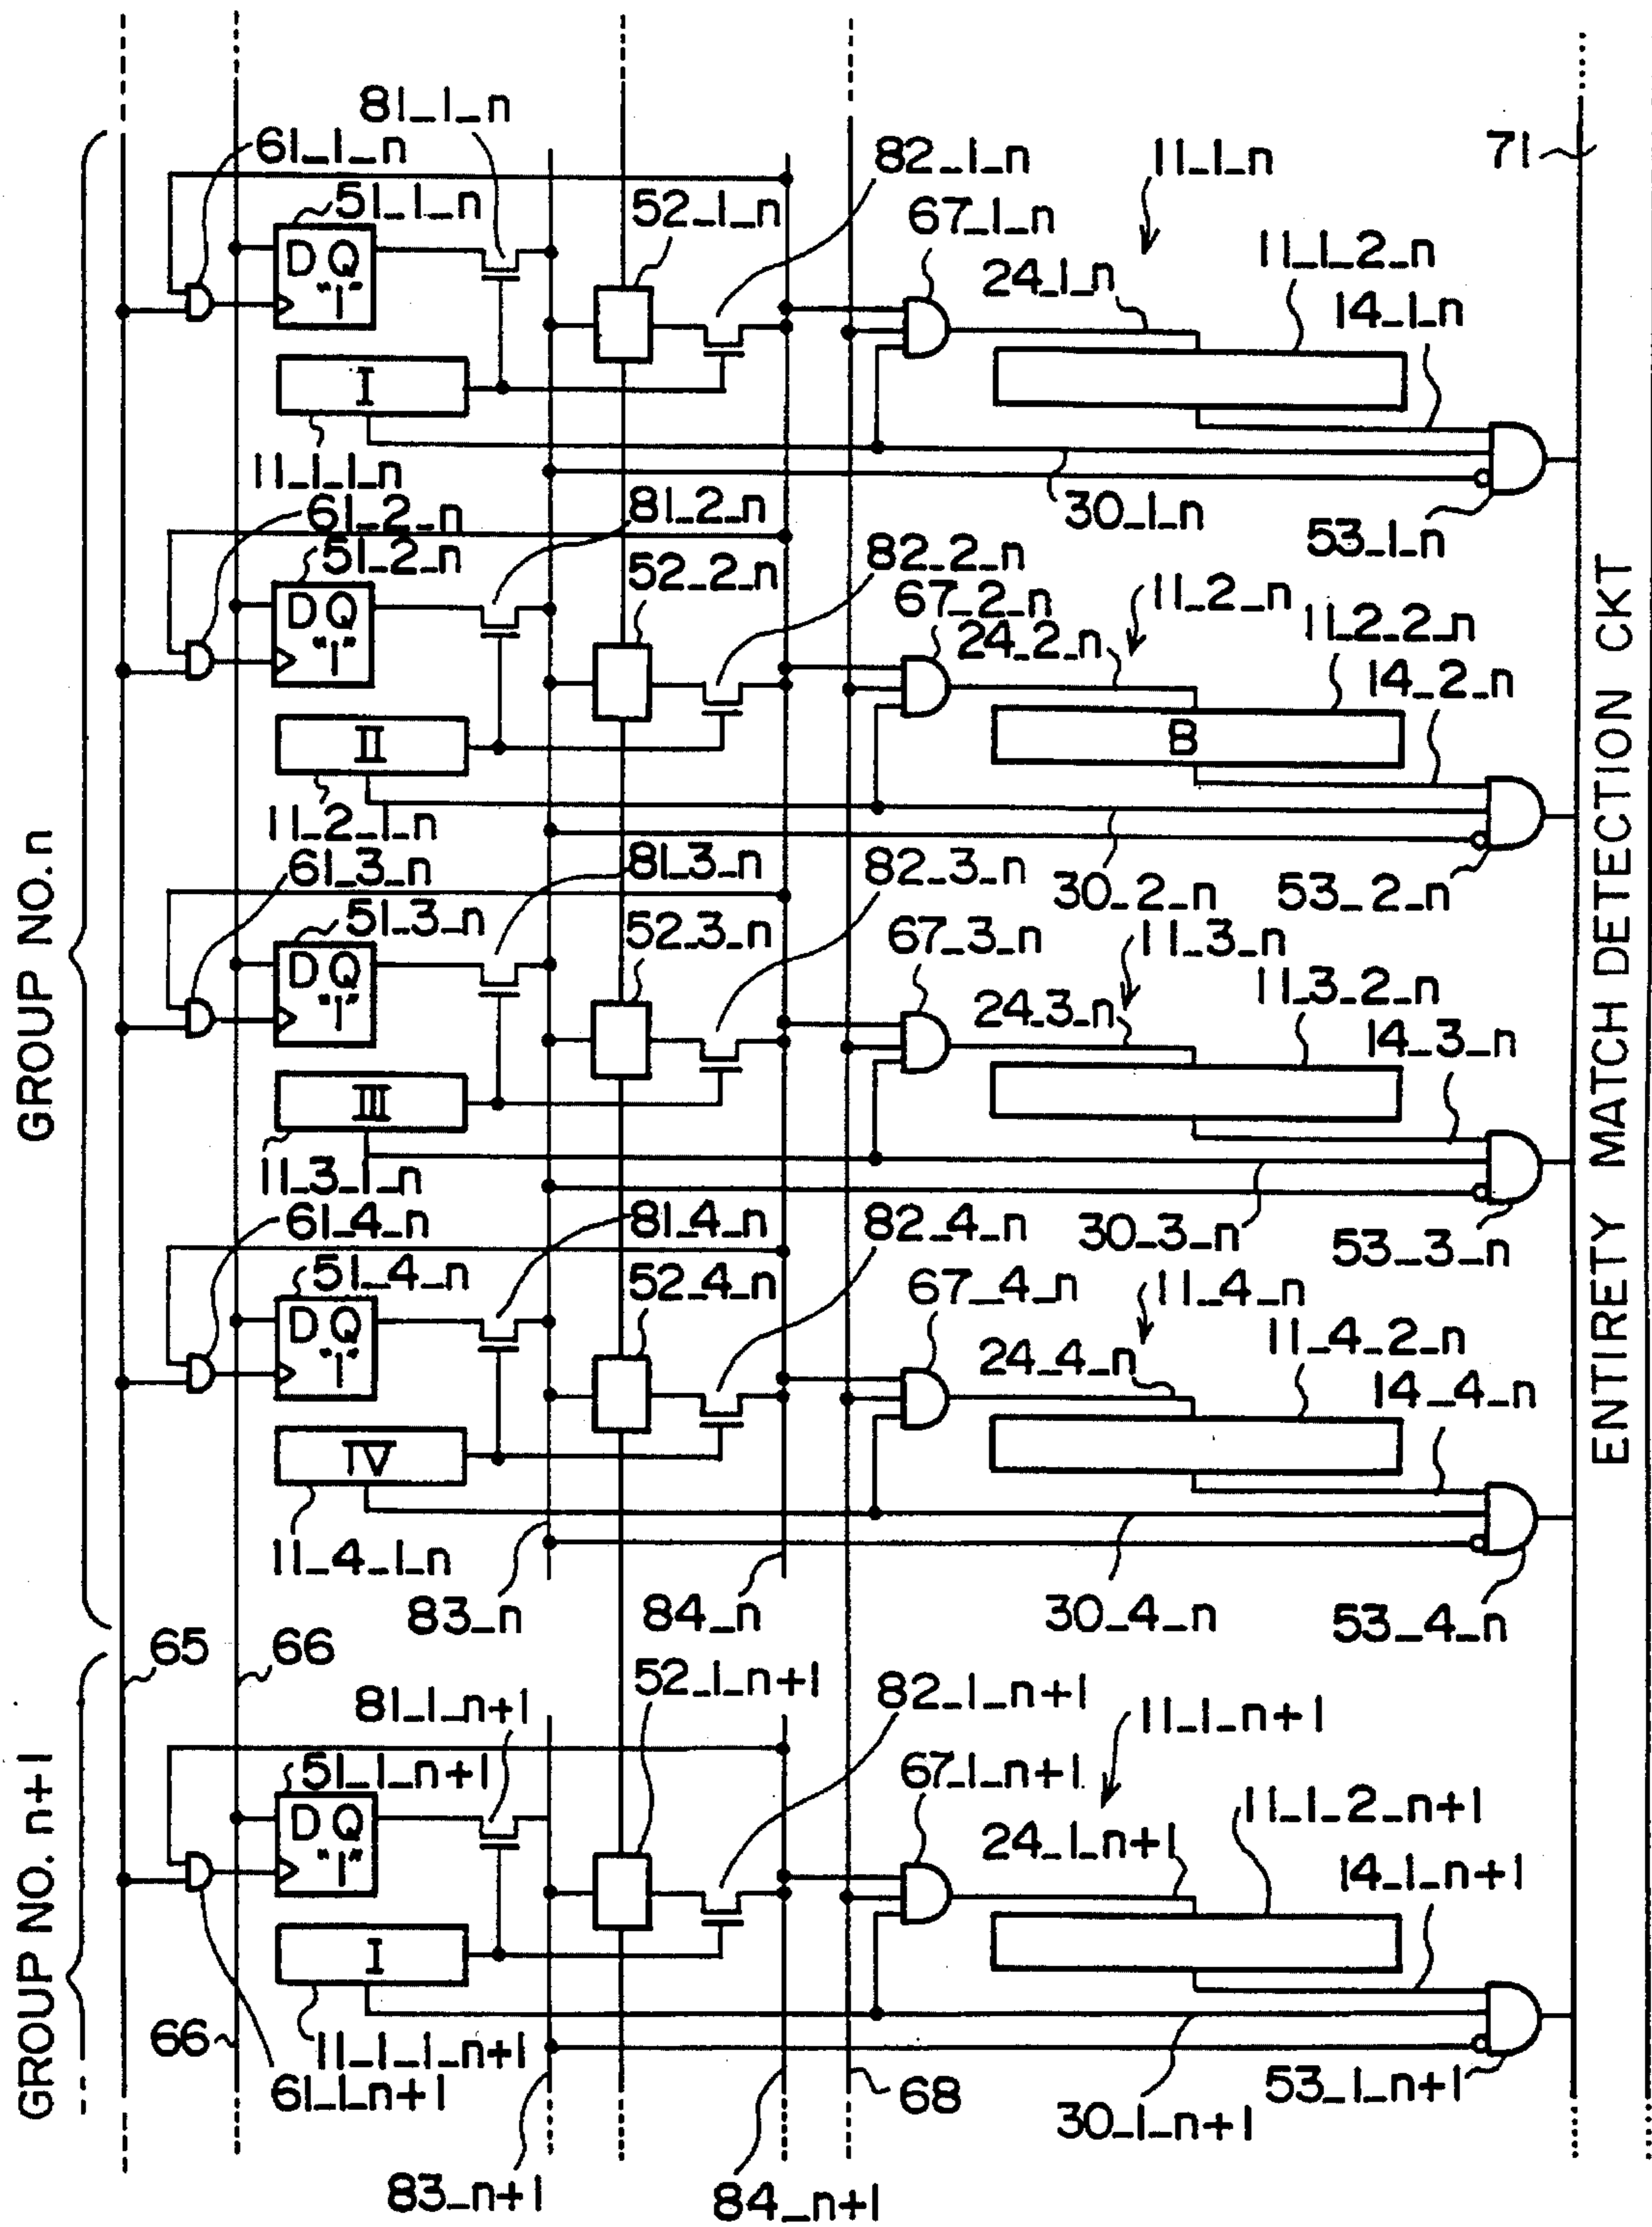 81_1_n
61_1_n
82_1_n
11_1_n
71
51_1_n
52_1_n
67_1_n
24_1_n
11_1_2_n
14_1_n
D Q
"1"
I
11_1_1_n
30_1_n
53_1_n
61_2_n
81_2_n
51_2_n
52_2_n
82_2_n
67_2_n
11_2_n
24_2_n
11_2_2_n
14_2_n
D Q
"1"
II
B
11_2_1_n
30_2_n
53_2_n
GROUP NO.n
61_3_n
81_3_n
82_3_n
51_3_n
52_3_n
67_3_n
11_3_n
24_3_n
11_3_2_n
14_3_n
D Q
"1"
III
11_3_1_n
30_3_n
53_3_n
ENTIRETY MATCH DETECTION CKT
61_4_n
81_4_n
82_4_n
51_4_n
52_4_n
67_4_n
11_4_n
24_4_n
11_4_2_n
14_4_n
D Q
"1"
IV
11_4_1_n
83_n
84_n
30_4_n
53_4_n
65
66
52_1_n+1
82_1_n+1
81_1_n+1
11_1_n+1
51_1_n+1
67_1_n+1
24_1_n+1
11_1_2_n+1
14_1_n+1
D Q
"1"
I
GROUP NO. n+1
66
11_1_1_n+1
61_1_n+1
68
53_1_n+1
30_1_n+1
83_n+1
84_n+1